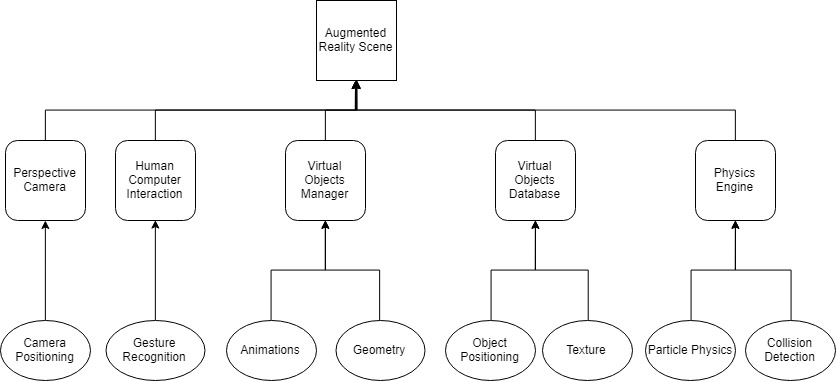 Augmented
Reality Scene
Perspective
Camera
Human
Computer
Interaction
Virtual
Objects
Manager
Virtual
Objects
Database
Physics
Engine
Camera
Positioning
Gesture
Recognition
Animations
Geometry
Object
Positioning
Texture
Particle Physics
Collision
Detection